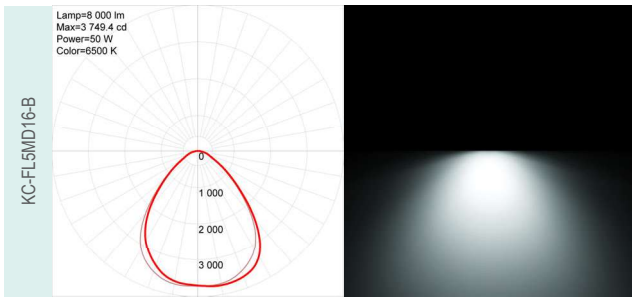 KC-FL5MD16-B
Lamp=8 000 lm
Max=3 749.4 cd
Power=50 W
Color=6500 K
0
1 000
2 000
3 000